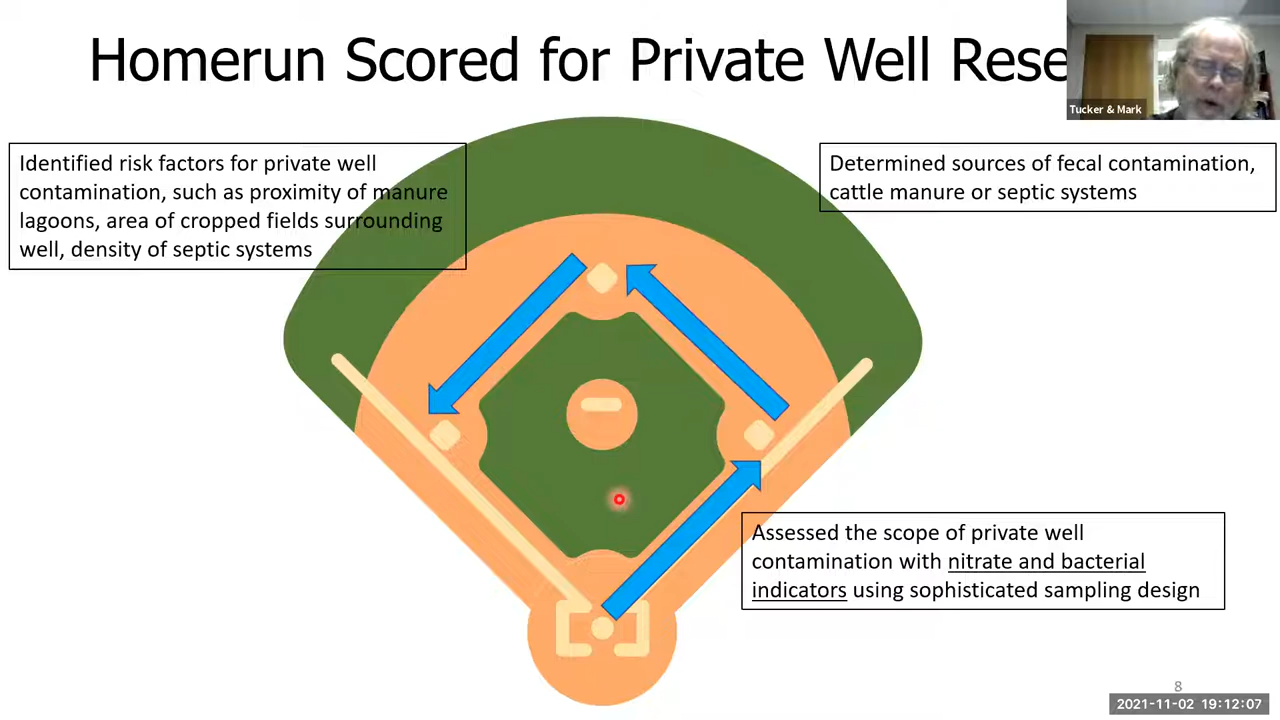 Homerun Scored for Private Well Rese
Tucker & Mark
Identified risk factors for private well
contamination, such as proximity of manure
lagoons, area of cropped fields surrounding
well, density of septic systems
Determined sources of fecal contamination,
cattle manure or septic systems
Assessed the scope of private well
contamination with nitrate and bacterial
indicators using sophisticated sampling design
8
2021-11-02 19:12:07